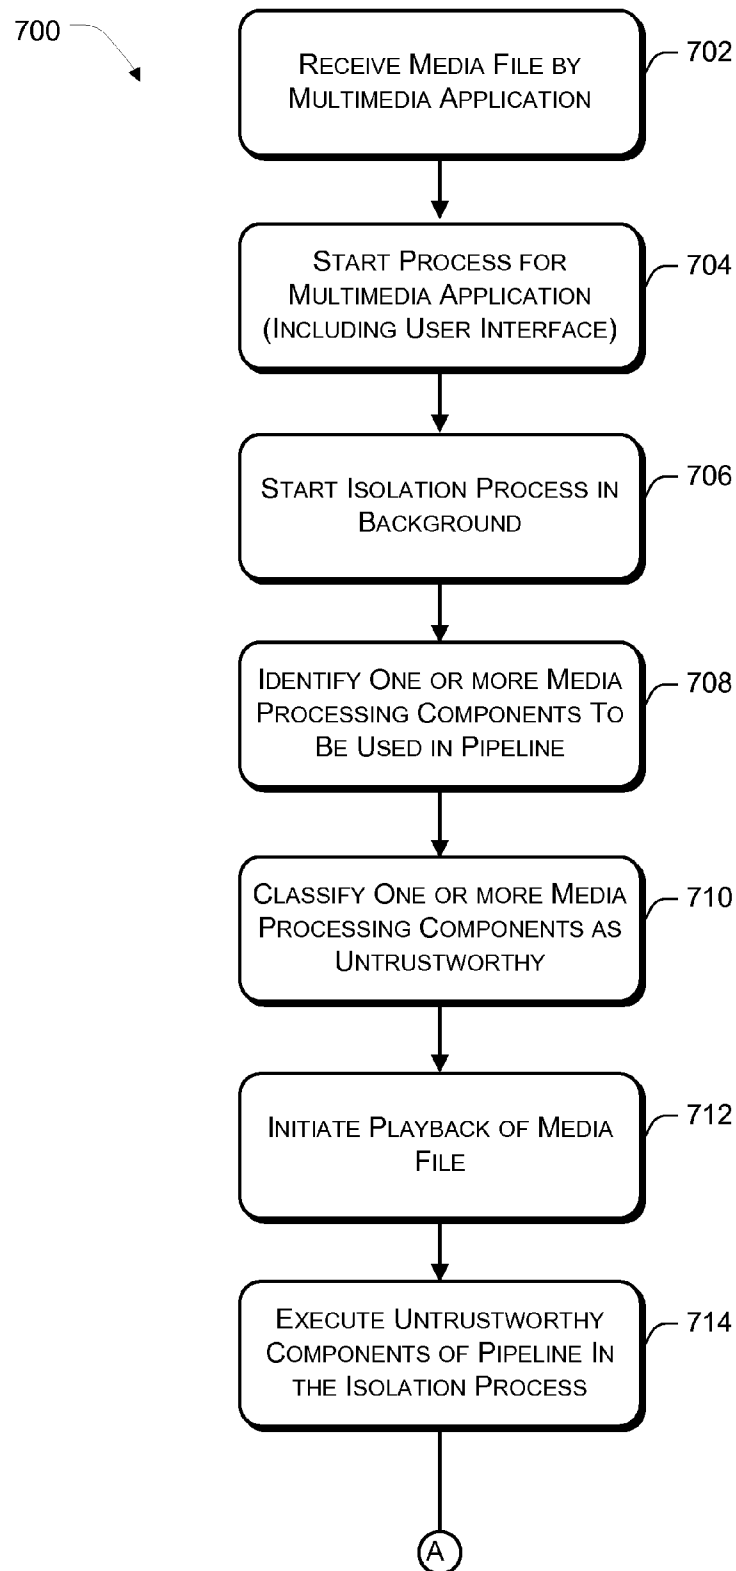 700
RECEIVE MEDIA FILE BY
MULTIMEDIA APPLICATION
702
START PROCESS FOR
MULTIMEDIA APPLICATION
(INCLUDING USER INTERFACE)
704
START ISOLATION PROCESS IN
BACKGROUND
706
IDENTIFY ONE OR MORE MEDIA
PROCESSING COMPONENTS TO
BE USED IN PIPELINE
708
CLASSIFY ONE OR MORE MEDIA
PROCESSING COMPONENTS AS
UNTRUSTWORTHY
710
INITIATE PLAYBACK OF MEDIA
FILE
712
EXECUTE UNTRUSTWORTHY
COMPONENTS OF PIPELINE IN
THE ISOLATION PROCESS
714
A